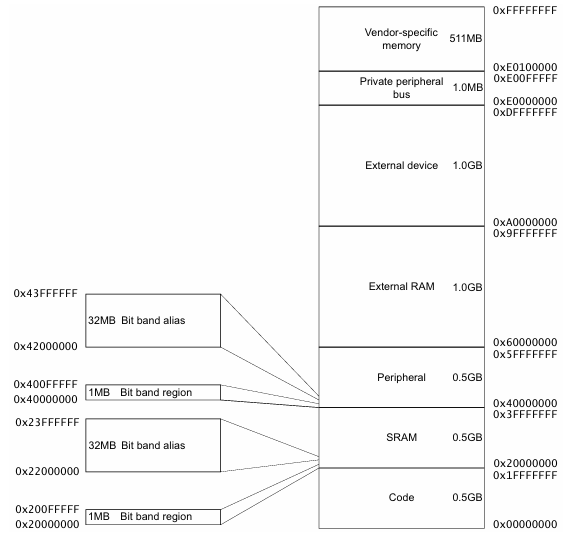 0xFFFFFFFF
Vendor-specific
memory
511MB
0xE0100000
0xE00FFFFF
Private peripheral
bus
1.0MB
0xE0000000
0xDFFFFFFF
External device 1.0GB
0xA0000000
0x9FFFFFFF
External RAM 1.0GB
0x60000000
0x5FFFFFFF
Peripheral 0.5GB
0x40000000
0x3FFFFFFF
SRAM 0.5GB
0x20000000
0x1FFFFFFF
Code 0.5GB
0x00000000
0x43FFFFFF
32MB Bit band alias
0x42000000
0x400FFFFF
1MB Bit band region
0x40000000
0x23FFFFFF
32MB Bit band alias
0x22000000
0x200FFFFF
1MB Bit band region
0x20000000